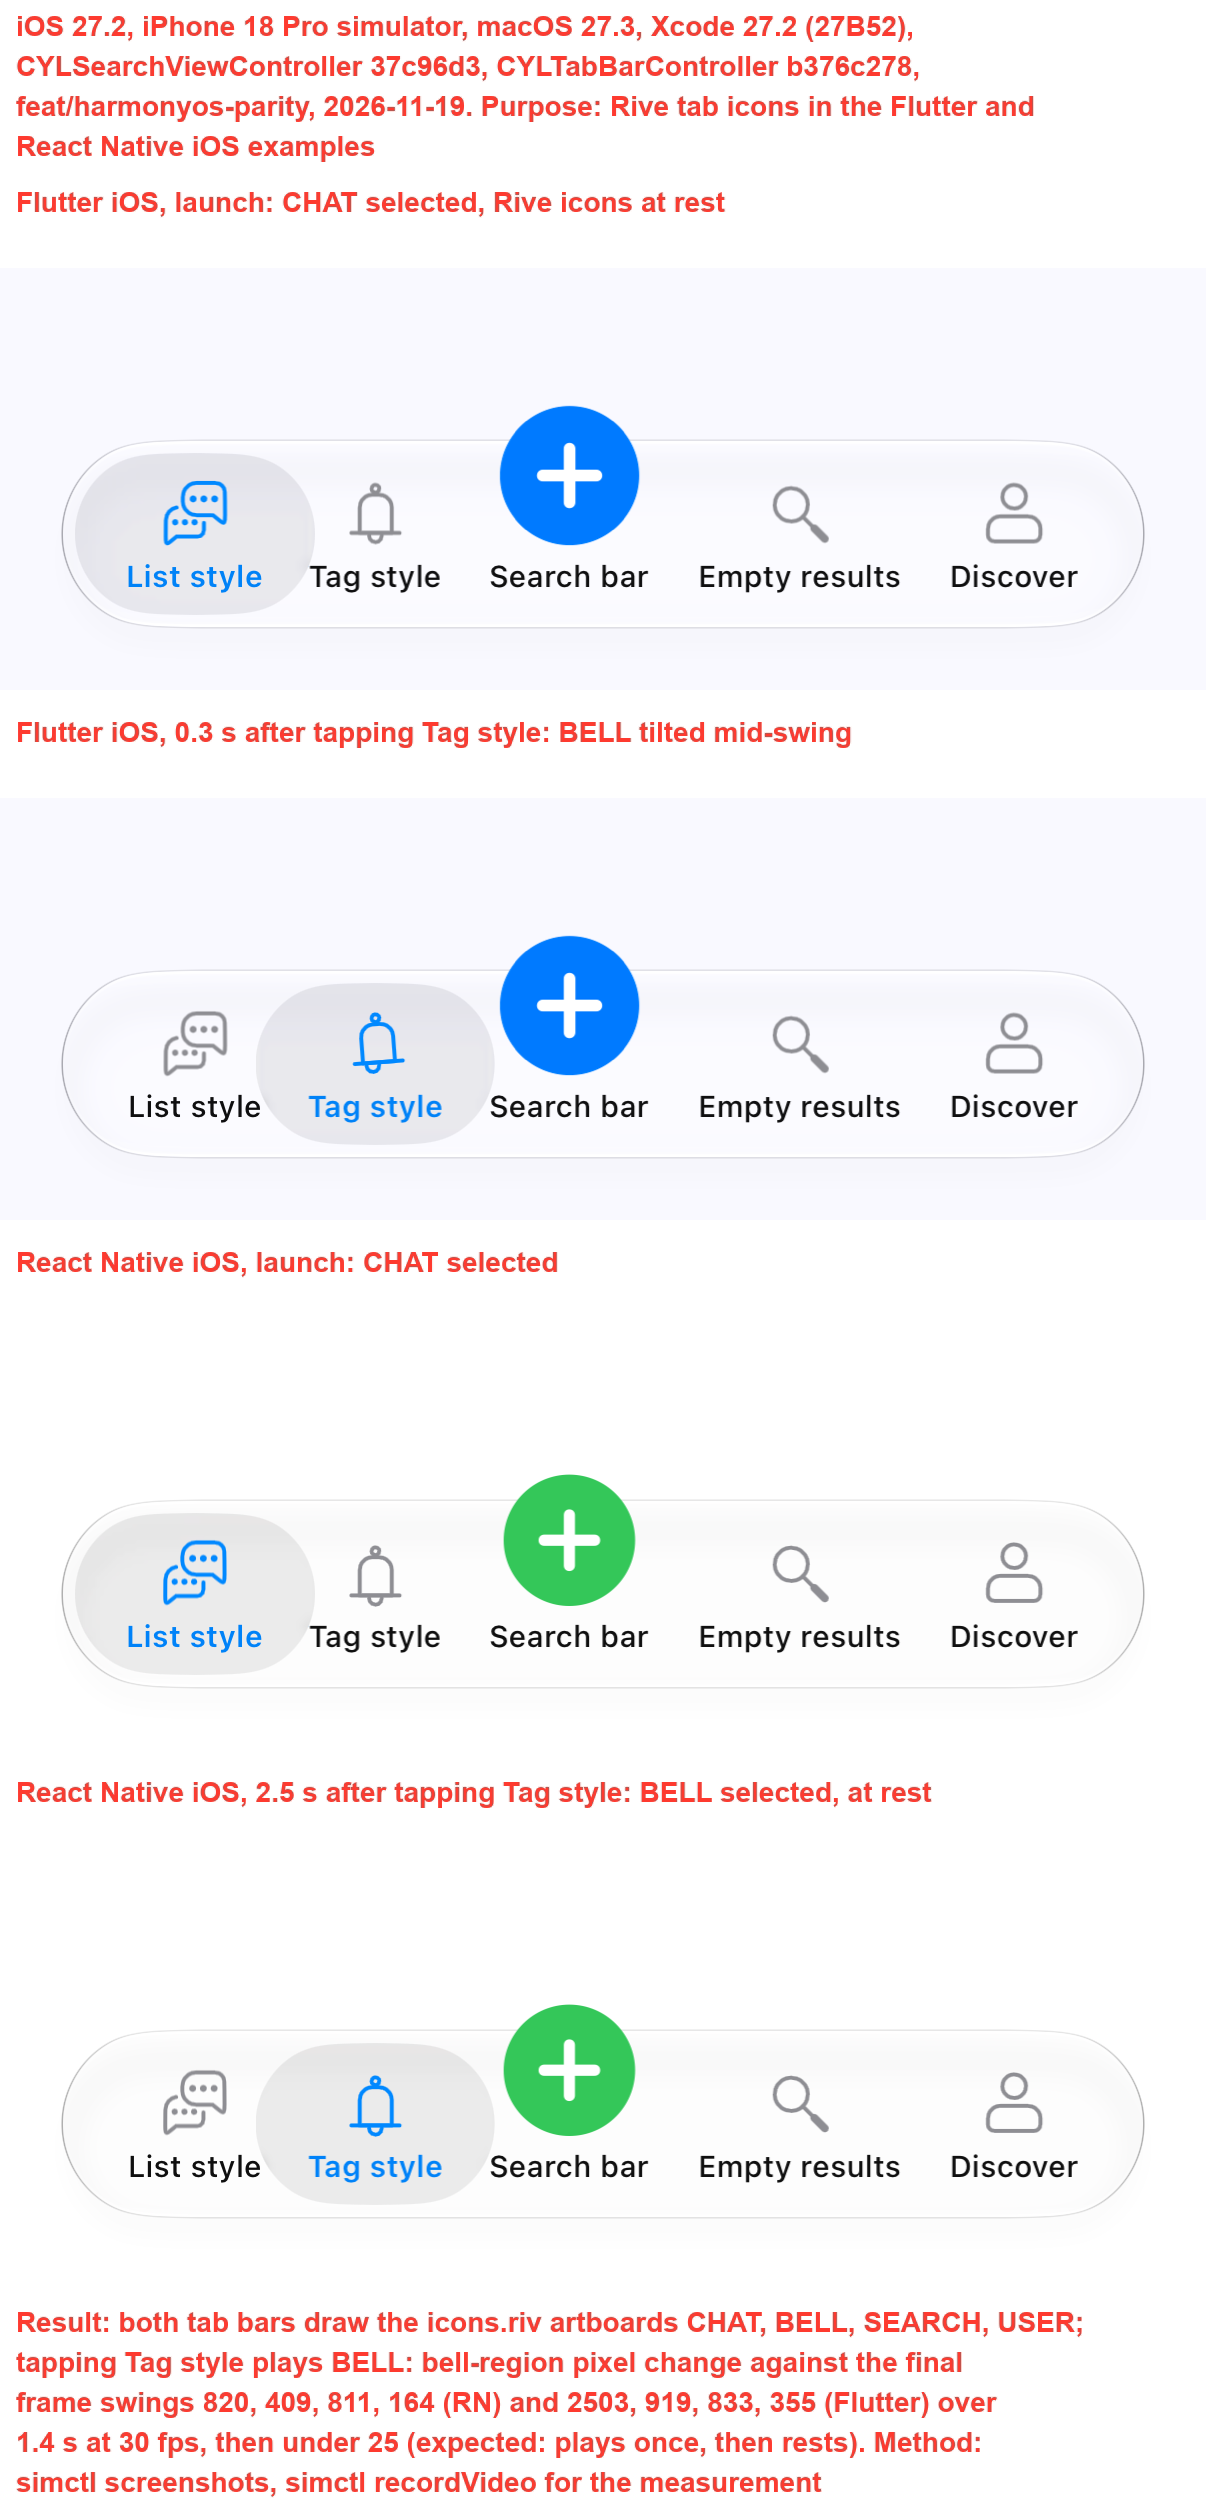 iOS 27.2, iPhone 18 Pro simulator, macOS 27.3, Xcode 27.2 (27B52),
CYLSearchViewController 37c96d3, CYLTabBarController b376c278,
feat/harmonyos-parity, 2026-11-19. Purpose: Rive tab icons in the Flutter and
React Native iOS examples
Flutter iOS, launch: CHAT selected, Rive icons at rest
List style Tag style Search bar Empty results Discover
Flutter iOS, 0.3 s after tapping Tag style: BELL tilted mid-swing
List style Tag style Search bar Empty results Discover
React Native iOS, launch: CHAT selected
List style Tag style Search bar Empty results Discover
React Native iOS, 2.5 s after tapping Tag style: BELL selected, at rest
List style Tag style Search bar Empty results Discover
Result: both tab bars draw the icons.riv artboards CHAT, BELL, SEARCH, USER;
tapping Tag style plays BELL: bell-region pixel change against the final
frame swings 820, 409, 811, 164 (RN) and 2503, 919, 833, 355 (Flutter) over
1.4 s at 30 fps, then under 25 (expected: plays once, then rests). Method:
simctl screenshots, simctl recordVideo for the measurement